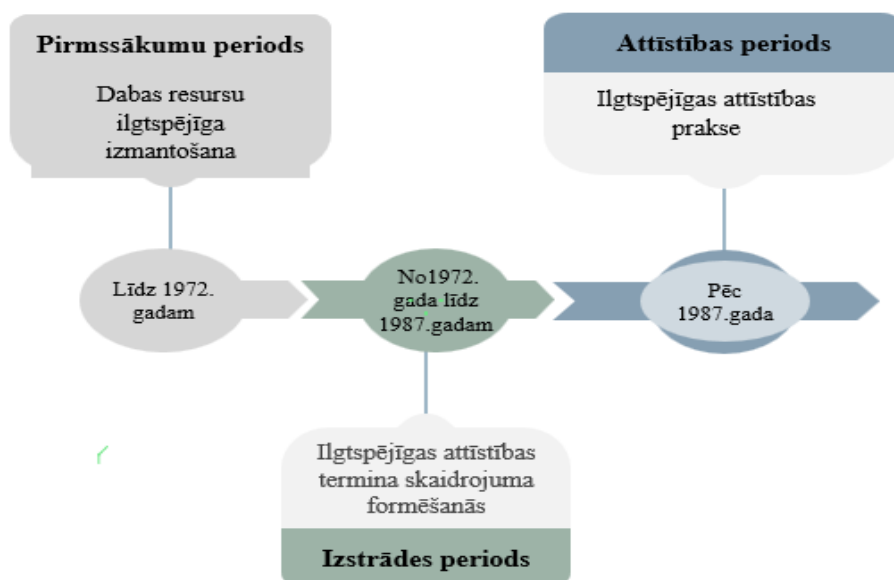 Pirmssākumu periods
Dabas resursu
ilgtspējīga
izmantošana
Attīstības periods
Ilgtspējīgas attīstības
prakse
Līdz 1972.
gadam
No1972.
gada līdz
1987.gadam
Pēc
1987.gada
Ilgtspējīgas attīstības
termina skaidrojuma
formēšanās
Izstrādes periods